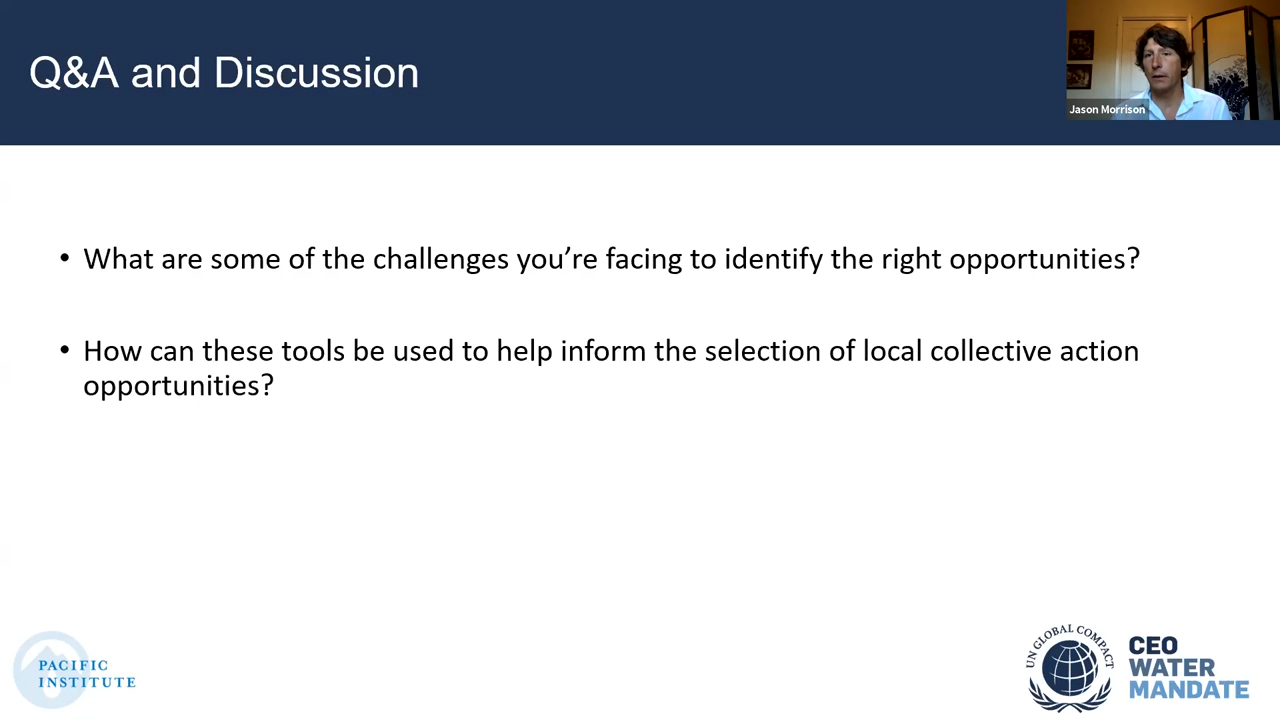 Q&A and Discussion
Jason Morrison
• What are some of the challenges you’re facing to identify the right opportunities?
• How can these tools be used to help inform the selection of local collective action
opportunities?
PACIFIC
INSTITUTE
UN GLOBAL COMPACT
CEO
WATER
MANDATE